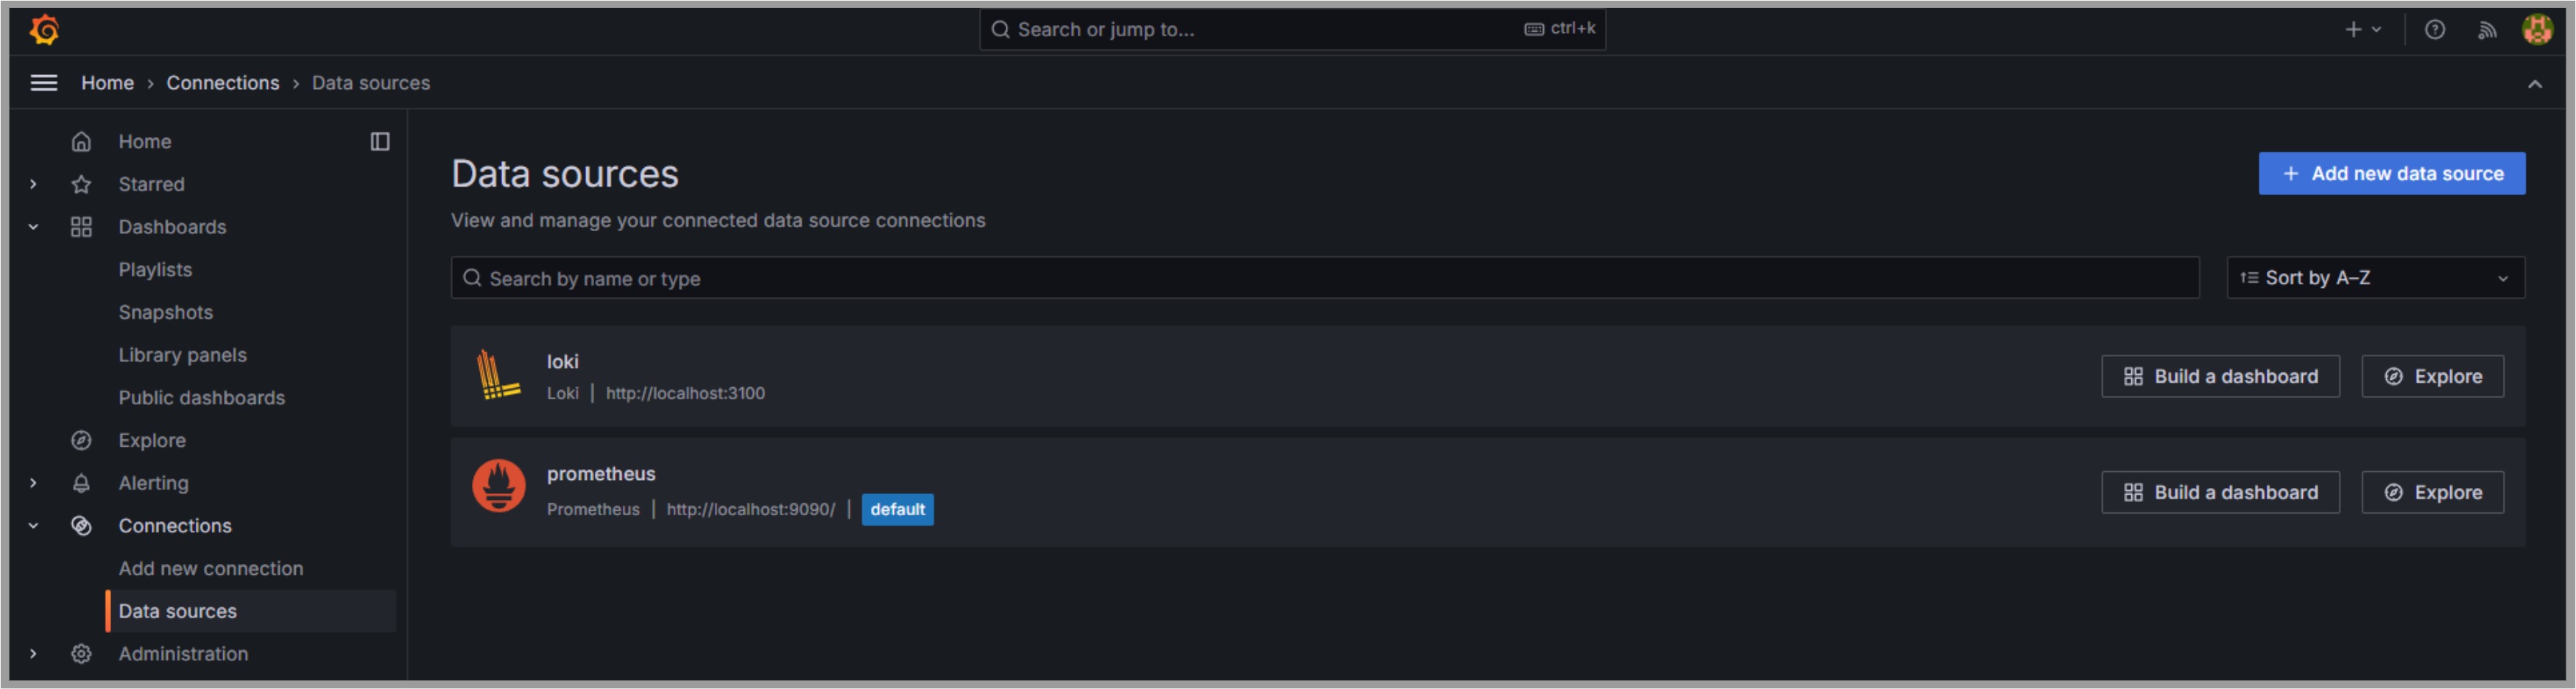 Search or jump to... ctrl+k
Home › Connections › Data sources
Home
Starred
Dashboards
Playlists
Snapshots
Library panels
Public dashboards
Explore
Alerting
Connections
Add new connection
Data sources
Administration
Data sources
+ Add new data source
View and manage your connected data source connections
Search by name or type
Sort by A–Z
loki
Loki | http://localhost:3100
Build a dashboard
Explore
prometheus
Prometheus | http://localhost:9090/ | default
Build a dashboard
Explore